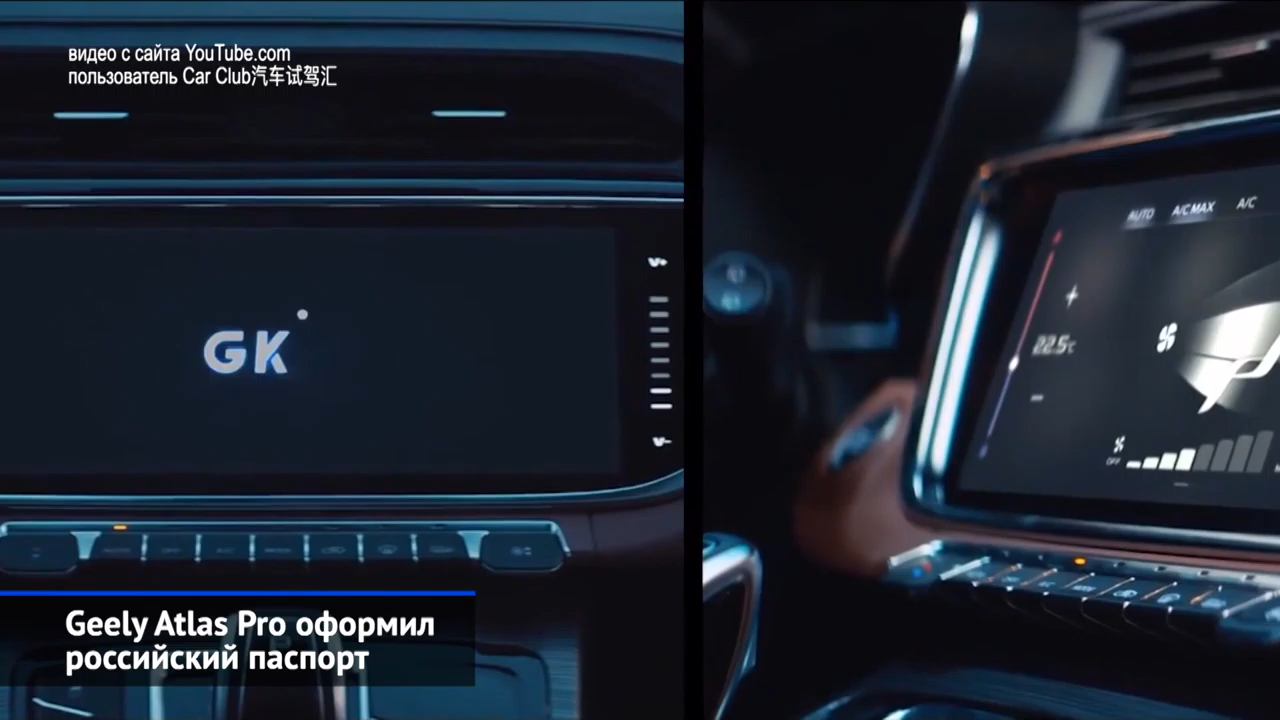 видео с сайта YouTube.com
пользователь Car Club汽车试驾汇
GK
V+
V-
AUTO A/C MAX A/C
22.5℃
OFF
Geely Atlas Pro оформил
российский паспорт